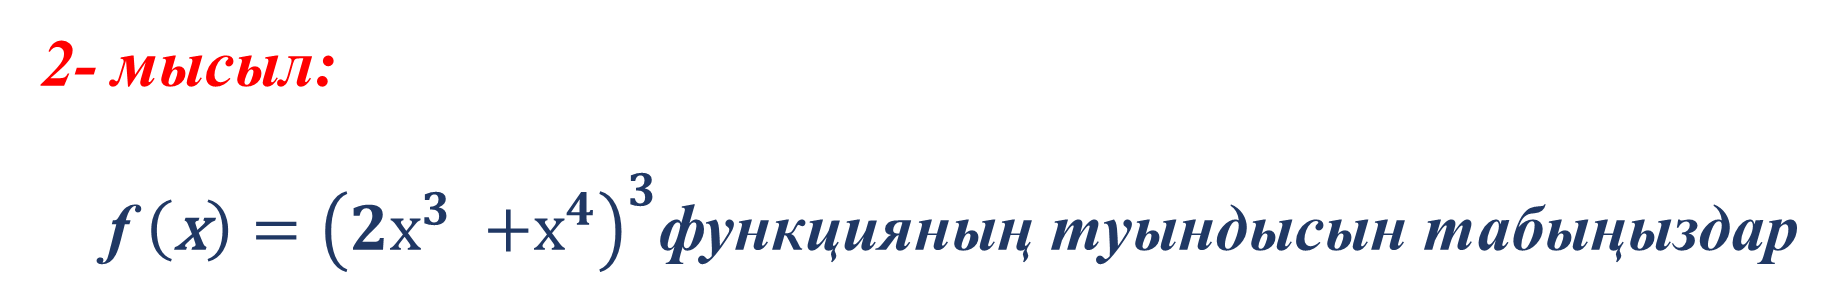 2- мысыл:
f (x) = (2x³ +x⁴)³ функцияның туындысын табыңыздар